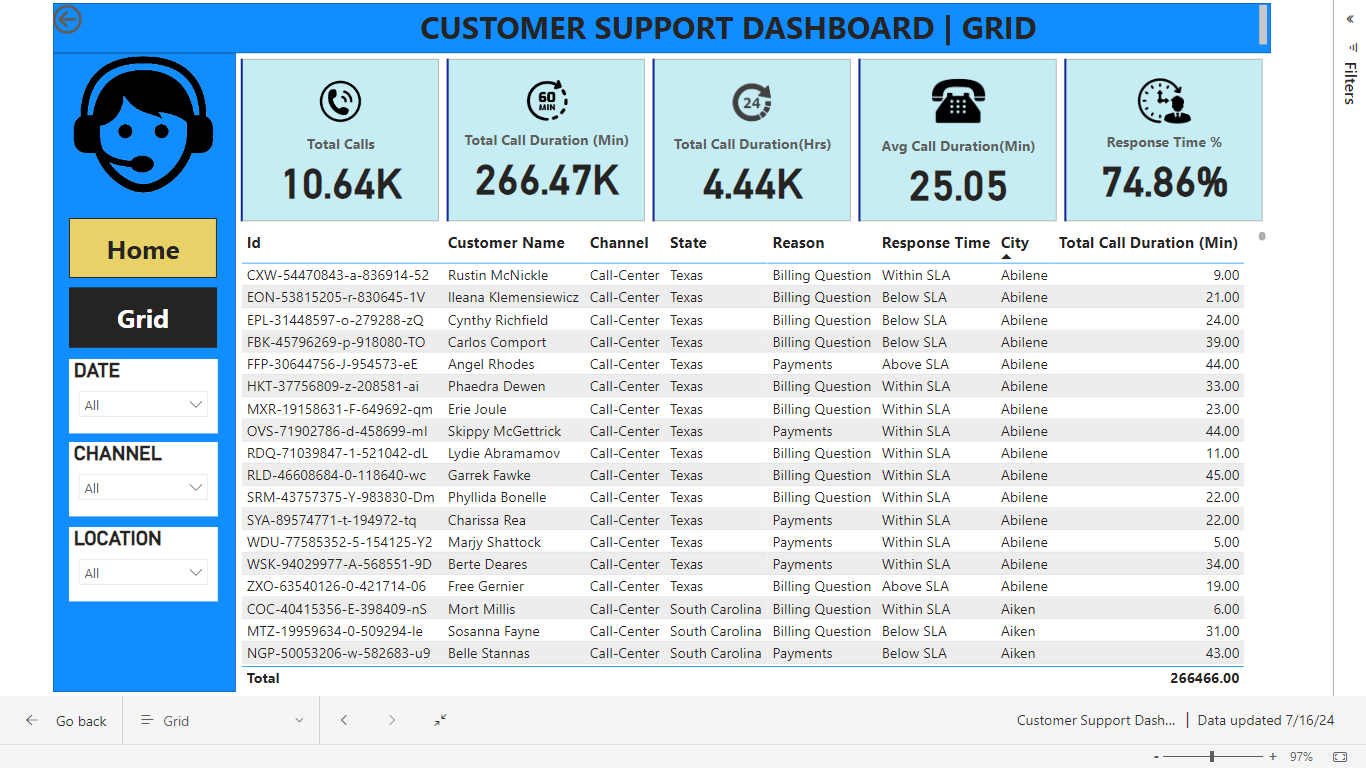 CUSTOMER SUPPORT DASHBOARD | GRID
Filters
24
60
MIN
Total Calls
10.64K
Total Call Duration (Min)
266.47K
Total Call Duration(Hrs)
4.44K
Avg Call Duration(Min)
25.05
Response Time %
74.86%
Home
Grid
DATE
All
CHANNEL
All
LOCATION
All
Id Customer Name Channel State Reason Response Time City Total Call Duration (Min)
CXW-54470843-a-836914-52 Rustin McNickle Call-Center Texas Billing Question Within SLA Abilene 9.00
EON-53815205-r-830645-1V Ileana Klemensiewicz Call-Center Texas Billing Question Below SLA Abilene 21.00
EPL-31448597-o-279288-zQ Cynthy Richfield Call-Center Texas Billing Question Below SLA Abilene 24.00
FBK-45796269-p-918080-TO Carlos Comport Call-Center Texas Billing Question Below SLA Abilene 39.00
FFP-30644756-J-954573-eE Angel Rhodes Call-Center Texas Payments Above SLA Abilene 44.00
HKT-37756809-z-208581-ai Phaedra Dewen Call-Center Texas Billing Question Within SLA Abilene 33.00
MXR-19158631-F-649692-qm Erie Joule Call-Center Texas Billing Question Within SLA Abilene 23.00
OVS-71902786-d-458699-ml Skippy McGettrick Call-Center Texas Payments Within SLA Abilene 44.00
RDQ-71039847-1-521042-dL Lydie Abramamov Call-Center Texas Billing Question Within SLA Abilene 11.00
RLD-46608684-0-118640-wc Garrek Fawke Call-Center Texas Billing Question Within SLA Abilene 45.00
SRM-43757375-Y-983830-Dm Phyllida Bonelle Call-Center Texas Billing Question Within SLA Abilene 22.00
SYA-89574771-t-194972-tq Charissa Rea Call-Center Texas Payments Within SLA Abilene 22.00
WDU-77585352-5-154125-Y2 Marjy Shattock Call-Center Texas Payments Within SLA Abilene 5.00
WSK-94029977-A-568551-9D Berte Deares Call-Center Texas Payments Within SLA Abilene 34.00
ZXO-63540126-0-421714-06 Free Gernier Call-Center Texas Billing Question Above SLA Abilene 19.00
COC-40415356-E-398409-nS Mort Millis Call-Center South Carolina Billing Question Within SLA Aiken 6.00
MTZ-19959634-0-509294-le Sosanna Fayne Call-Center South Carolina Billing Question Below SLA Aiken 31.00
NGP-50053206-w-582683-u9 Belle Stannas Call-Center South Carolina Payments Below SLA Aiken 43.00
Total 266466.00
Go back Grid Customer Support Dash... | Data updated 7/16/24
- + 97%